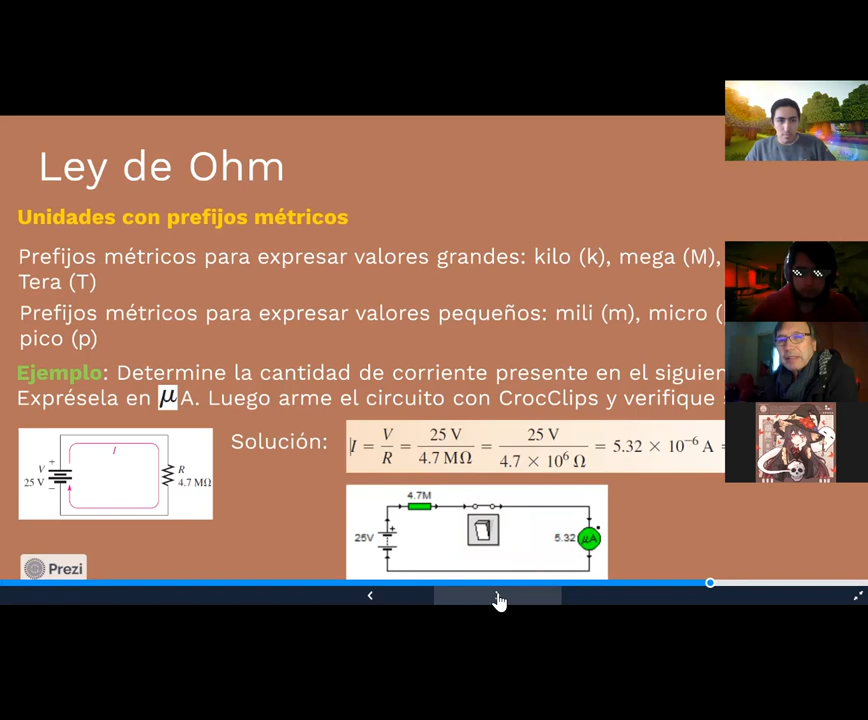 Ley de Ohm
Unidades con prefijos métricos
Prefijos métricos para expresar valores grandes: kilo (k), mega (M),
Tera (T)
Prefijos métricos para expresar valores pequeños: mili (m), micro (
pico (p)
Ejemplo: Determine la cantidad de corriente presente en el
Exprésela en μA. Luego arme el circuito con CrocClips y verifique
V
25 V
+
−
I
R
4.7 MΩ
Solución:
I = V/R = 25 V/4.7 MΩ = 25 V/4.7 × 10⁶ Ω = 5.32 × 10⁻⁶ A =
4.7M
25V
+
5.32 μA
Prezi